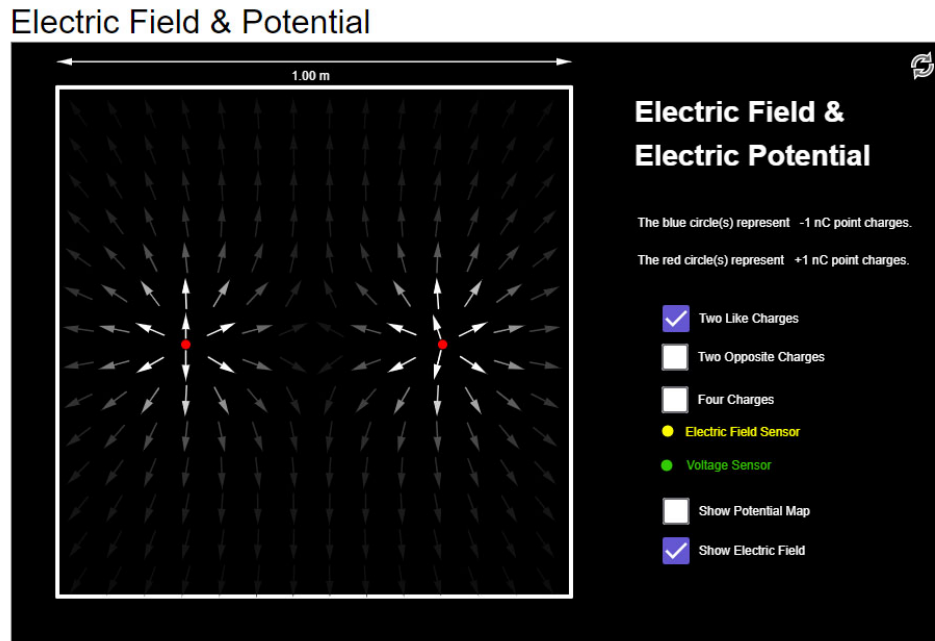 Electric Field & Potential
1.00 m
Electric Field &
Electric Potential
The blue circle(s) represent -1 nC point charges.
The red circle(s) represent +1 nC point charges.
Two Like Charges
Two Opposite Charges
Four Charges
Electric Field Sensor
Voltage Sensor
Show Potential Map
Show Electric Field